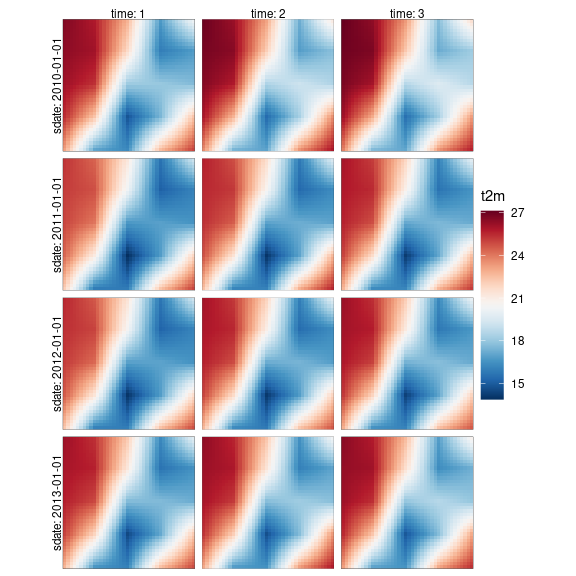 time: 1
time: 2
time: 3
sdate: 2010-01-01
sdate: 2011-01-01
sdate: 2012-01-01
sdate: 2013-01-01
t2m
27
24
21
18
15